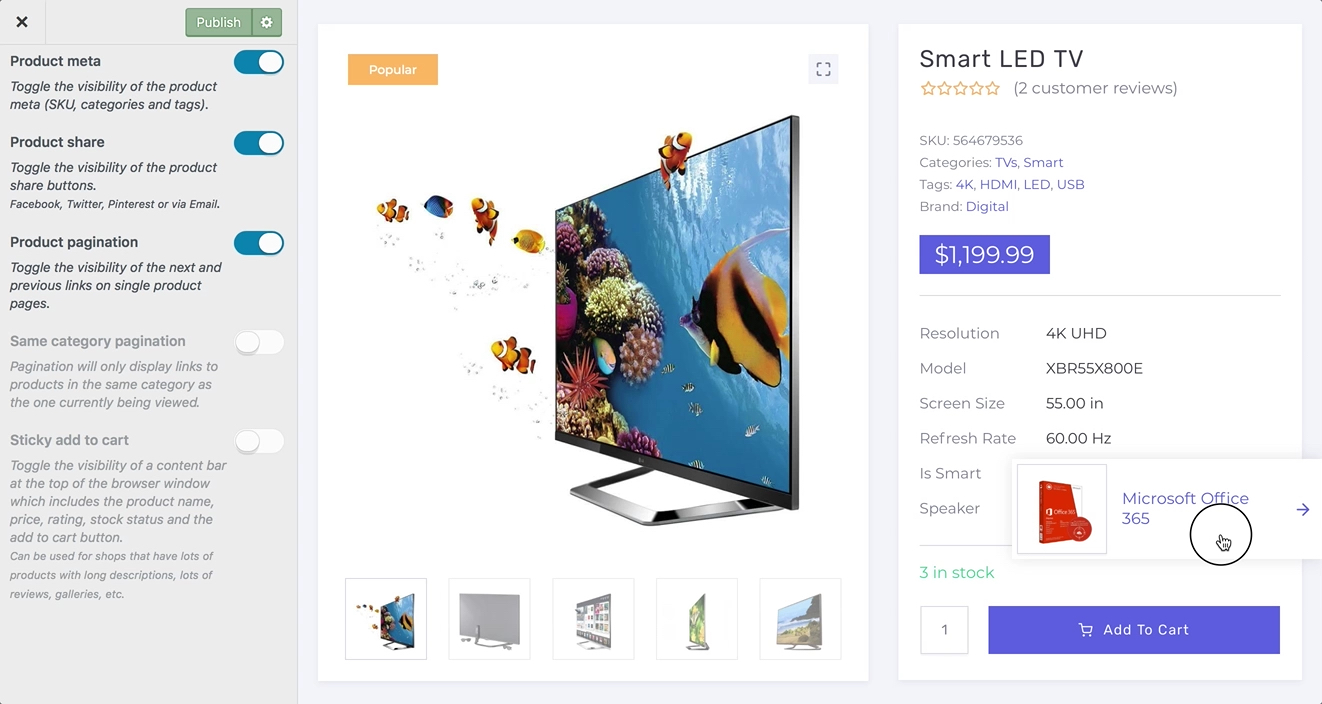 Publish
Product meta
Toggle the visibility of the product
meta (SKU, categories and tags).
Product share
Toggle the visibility of the product
share buttons.
Facebook, Twitter, Pinterest or via Email.
Product pagination
Toggle the visibility of the next and
previous links on single product
pages.
Same category pagination
Pagination will only display links to
products in the same category as
the one currently being viewed.
Sticky add to cart
Toggle the visibility of a content bar
at the top of the browser window
which includes the product name,
price, rating, stock status and the
add to cart button.
Can be used for shops that have lots of
products with long descriptions, lots of
reviews, galleries, etc.
Popular
Smart LED TV
(2 customer reviews)
SKU: 564679536
Categories: TVs, Smart
Tags: 4K, HDMI, LED, USB
Brand: Digital
$1,199.99
Resolution 4K UHD
Model XBR55X800E
Screen Size 55.00 in
Refresh Rate 60.00 Hz
Is Smart
Speaker
Office 365
Microsoft Office
365
3 in stock
1
Add To Cart